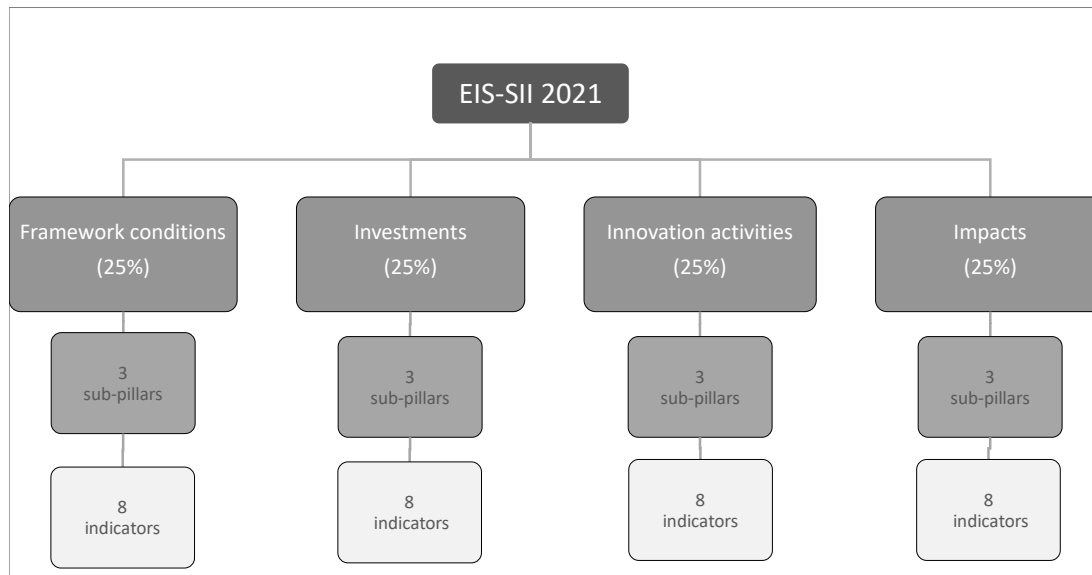 EIS-SII 2021
Framework conditions
(25%)
Investments
(25%)
Innovation activities
(25%)
Impacts
(25%)
3
sub-pillars
3
sub-pillars
3
sub-pillars
3
sub-pillars
8
indicators
8
indicators
8
indicators
8
indicators